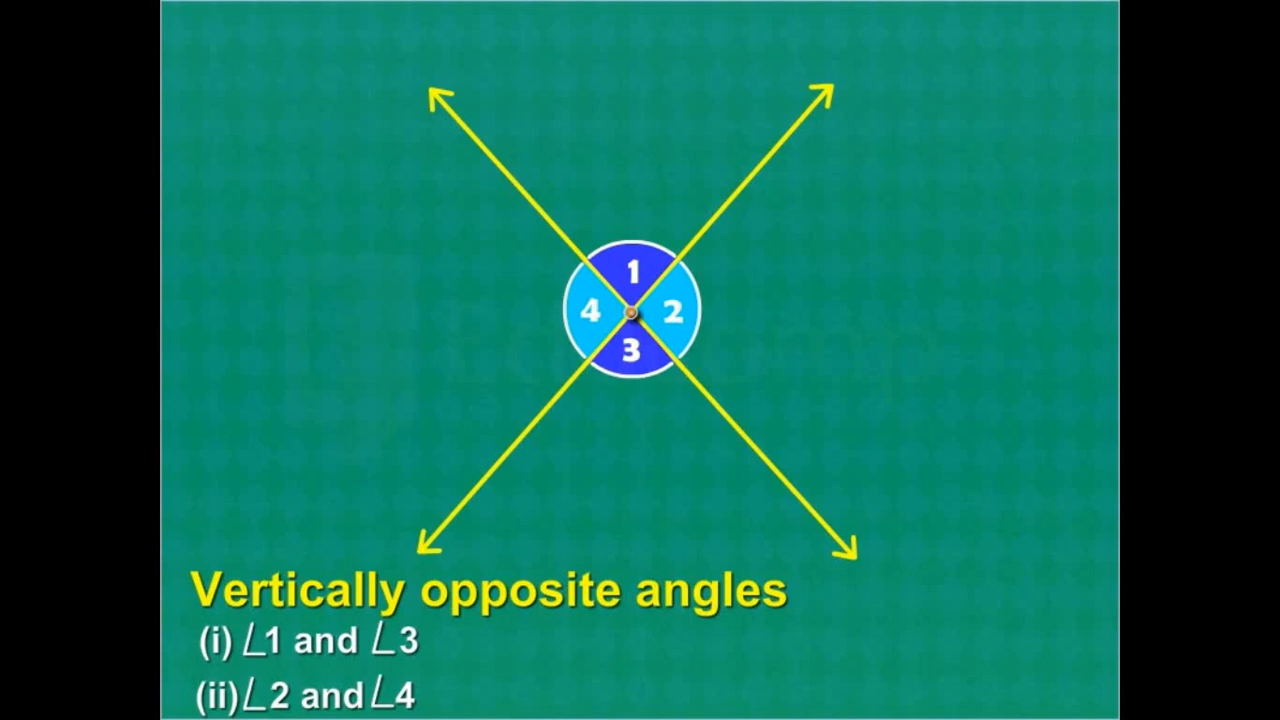 1
4 2
3
Vertically opposite angles
(i) ∠1 and ∠3
(ii) ∠2 and ∠4